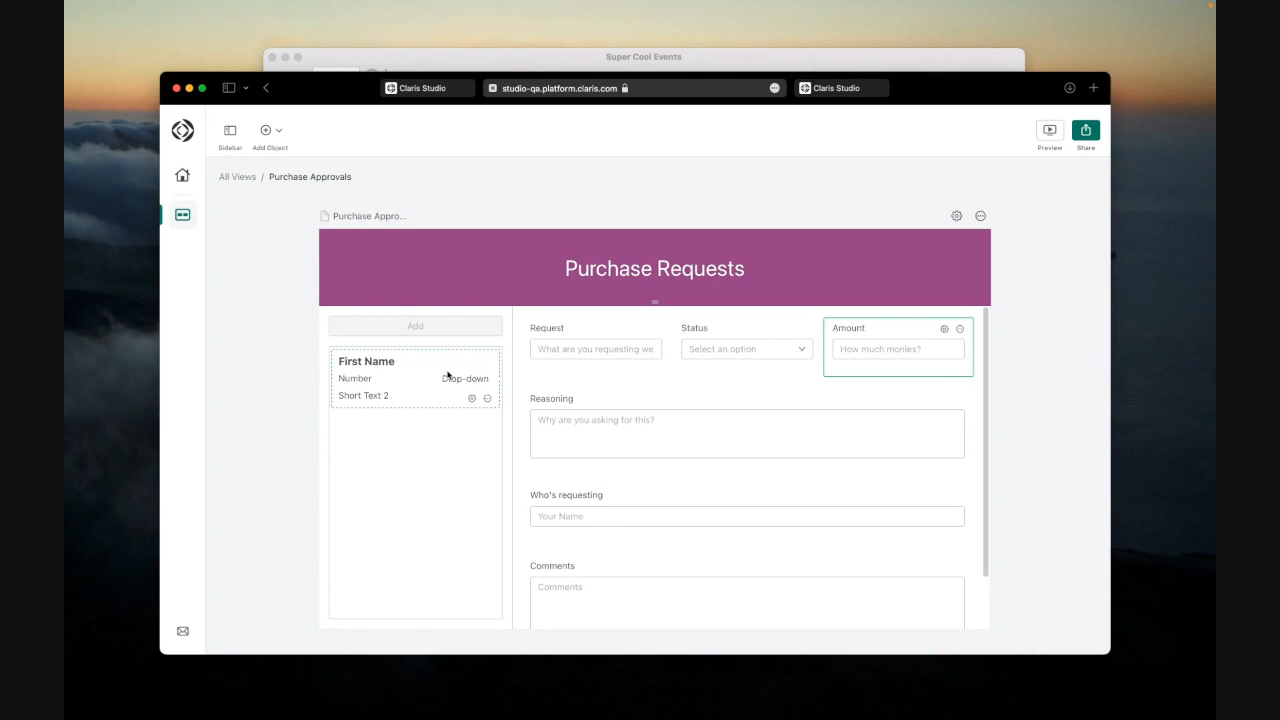 Super Cool Events
Claris Studio
studio-qa.platform.claris.com
Claris Studio
Sidebar
Add Object
Preview
Share
All Views / Purchase Approvals
Purchase Appro...
Purchase Requests
Add
First Name
Number
Drop-down
Short Text 2
Request
What are you requesting we
Status
Select an option
Amount
How much monies?
Reasoning
Why are you asking for this?
Who's requesting
Your Name
Comments
Comments